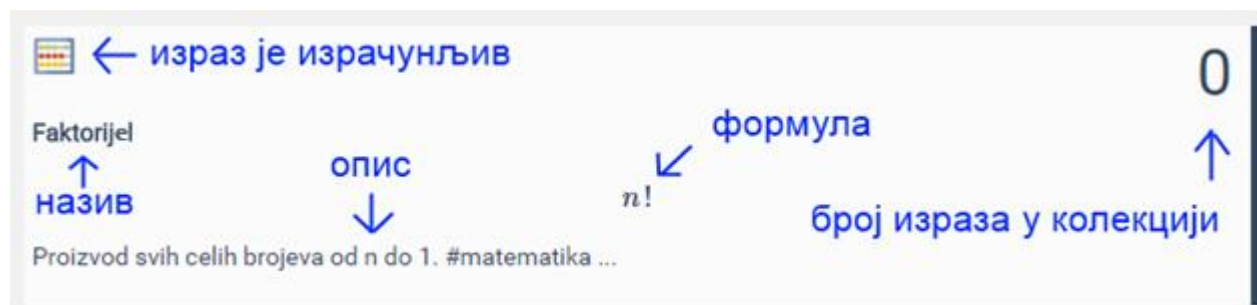 израз је израчунљив
0
Faktorijel
формула
опис
назив
n!
број израза у колекцији
Proizvod svih celih brojeva od n do 1. #matematika ...